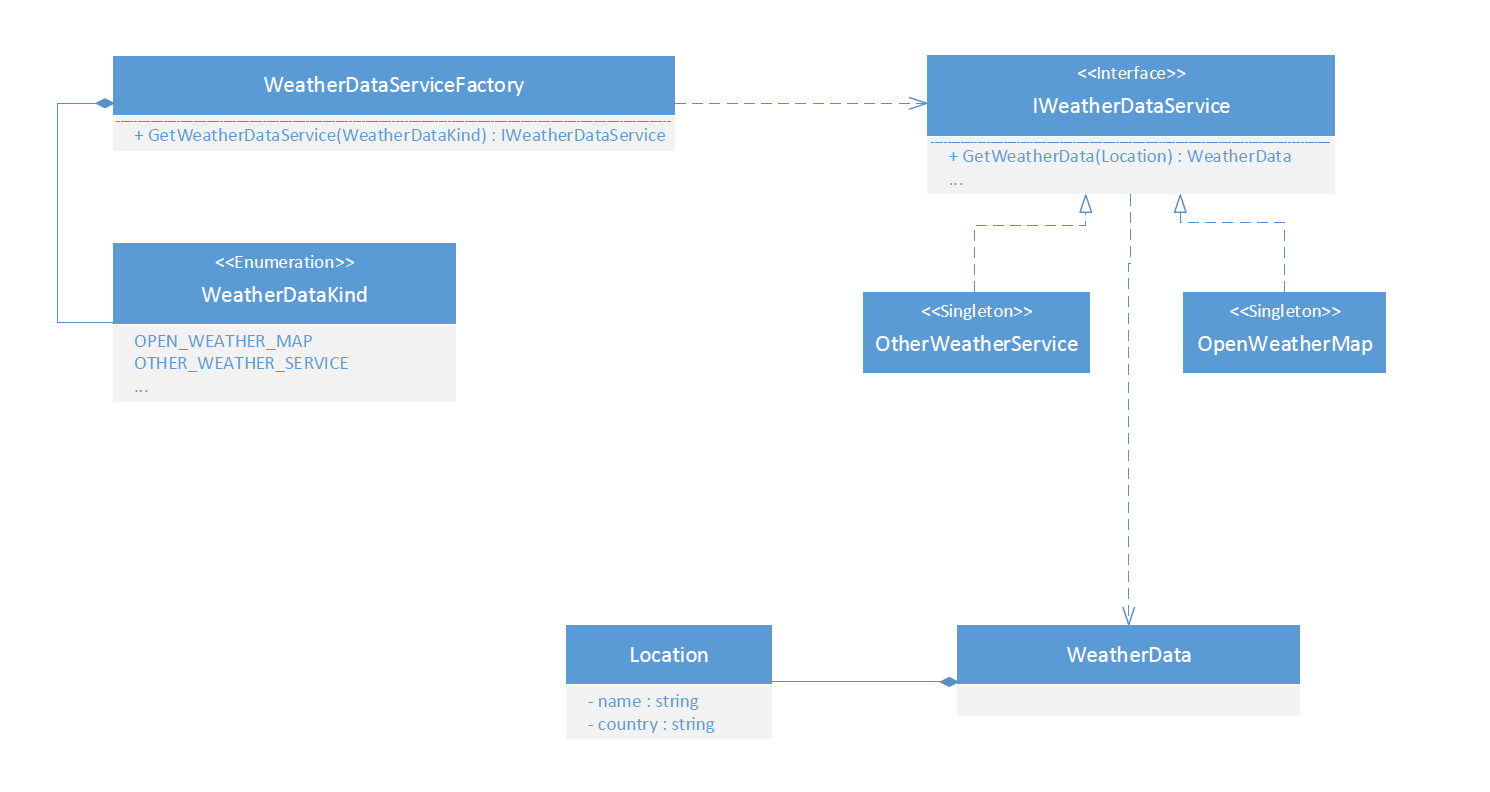 WeatherDataServiceFactory
+ GetWeatherDataService(WeatherDataKind) : IWeatherDataService
<<Interface>>
IWeatherDataService
+ GetWeatherData(Location) : WeatherData
...
<<Enumeration>>
WeatherDataKind
OPEN_WEATHER_MAP
OTHER_WEATHER_SERVICE
...
<<Singleton>>
OtherWeatherService
<<Singleton>>
OpenWeatherMap
Location
- name : string
- country : string
WeatherData